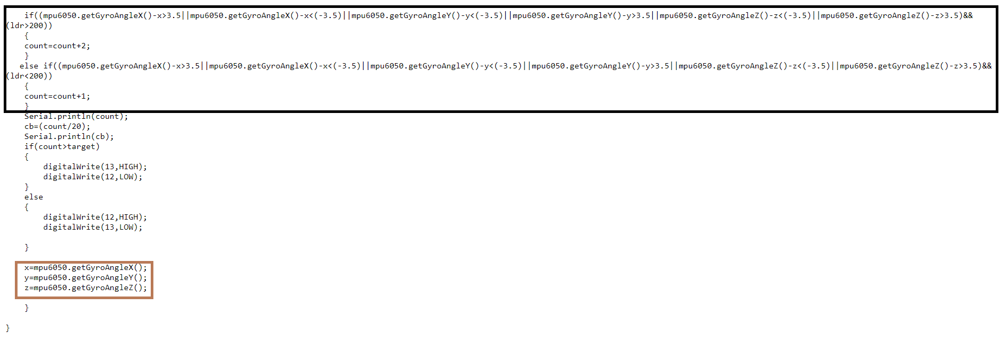 if((mpu6050.getGyroAngleX()-x>3.5||mpu6050.getGyroAngleX()-x<(-3.5)||mpu6050.getGyroAngleY()-y<(-3.5)||mpu6050.getGyroAngleY()-y>3.5||mpu6050.getGyroAngleZ()-z<(-3.5)||mpu6050.getGyroAngleZ()-z>3.5)&&
(ldr>200))
{
count=count+2;
}
else if((mpu6050.getGyroAngleX()-x>3.5||mpu6050.getGyroAngleX()-x<(-3.5)||mpu6050.getGyroAngleY()-y<(-3.5)||mpu6050.getGyroAngleY()-y>3.5||mpu6050.getGyroAngleZ()-z<(-3.5)||mpu6050.getGyroAngleZ()-z>3.5)&&
(ldr<200))
{
count=count+1;
}
Serial.println(count);
cb=(count/20);
Serial.println(cb);
if(count>target)
{
digitalWrite(13,HIGH);
digitalWrite(12,LOW);
}
else
{
digitalWrite(12,HIGH);
digitalWrite(13,LOW);
}
x=mpu6050.getGyroAngleX();
y=mpu6050.getGyroAngleY();
z=mpu6050.getGyroAngleZ();
}
}